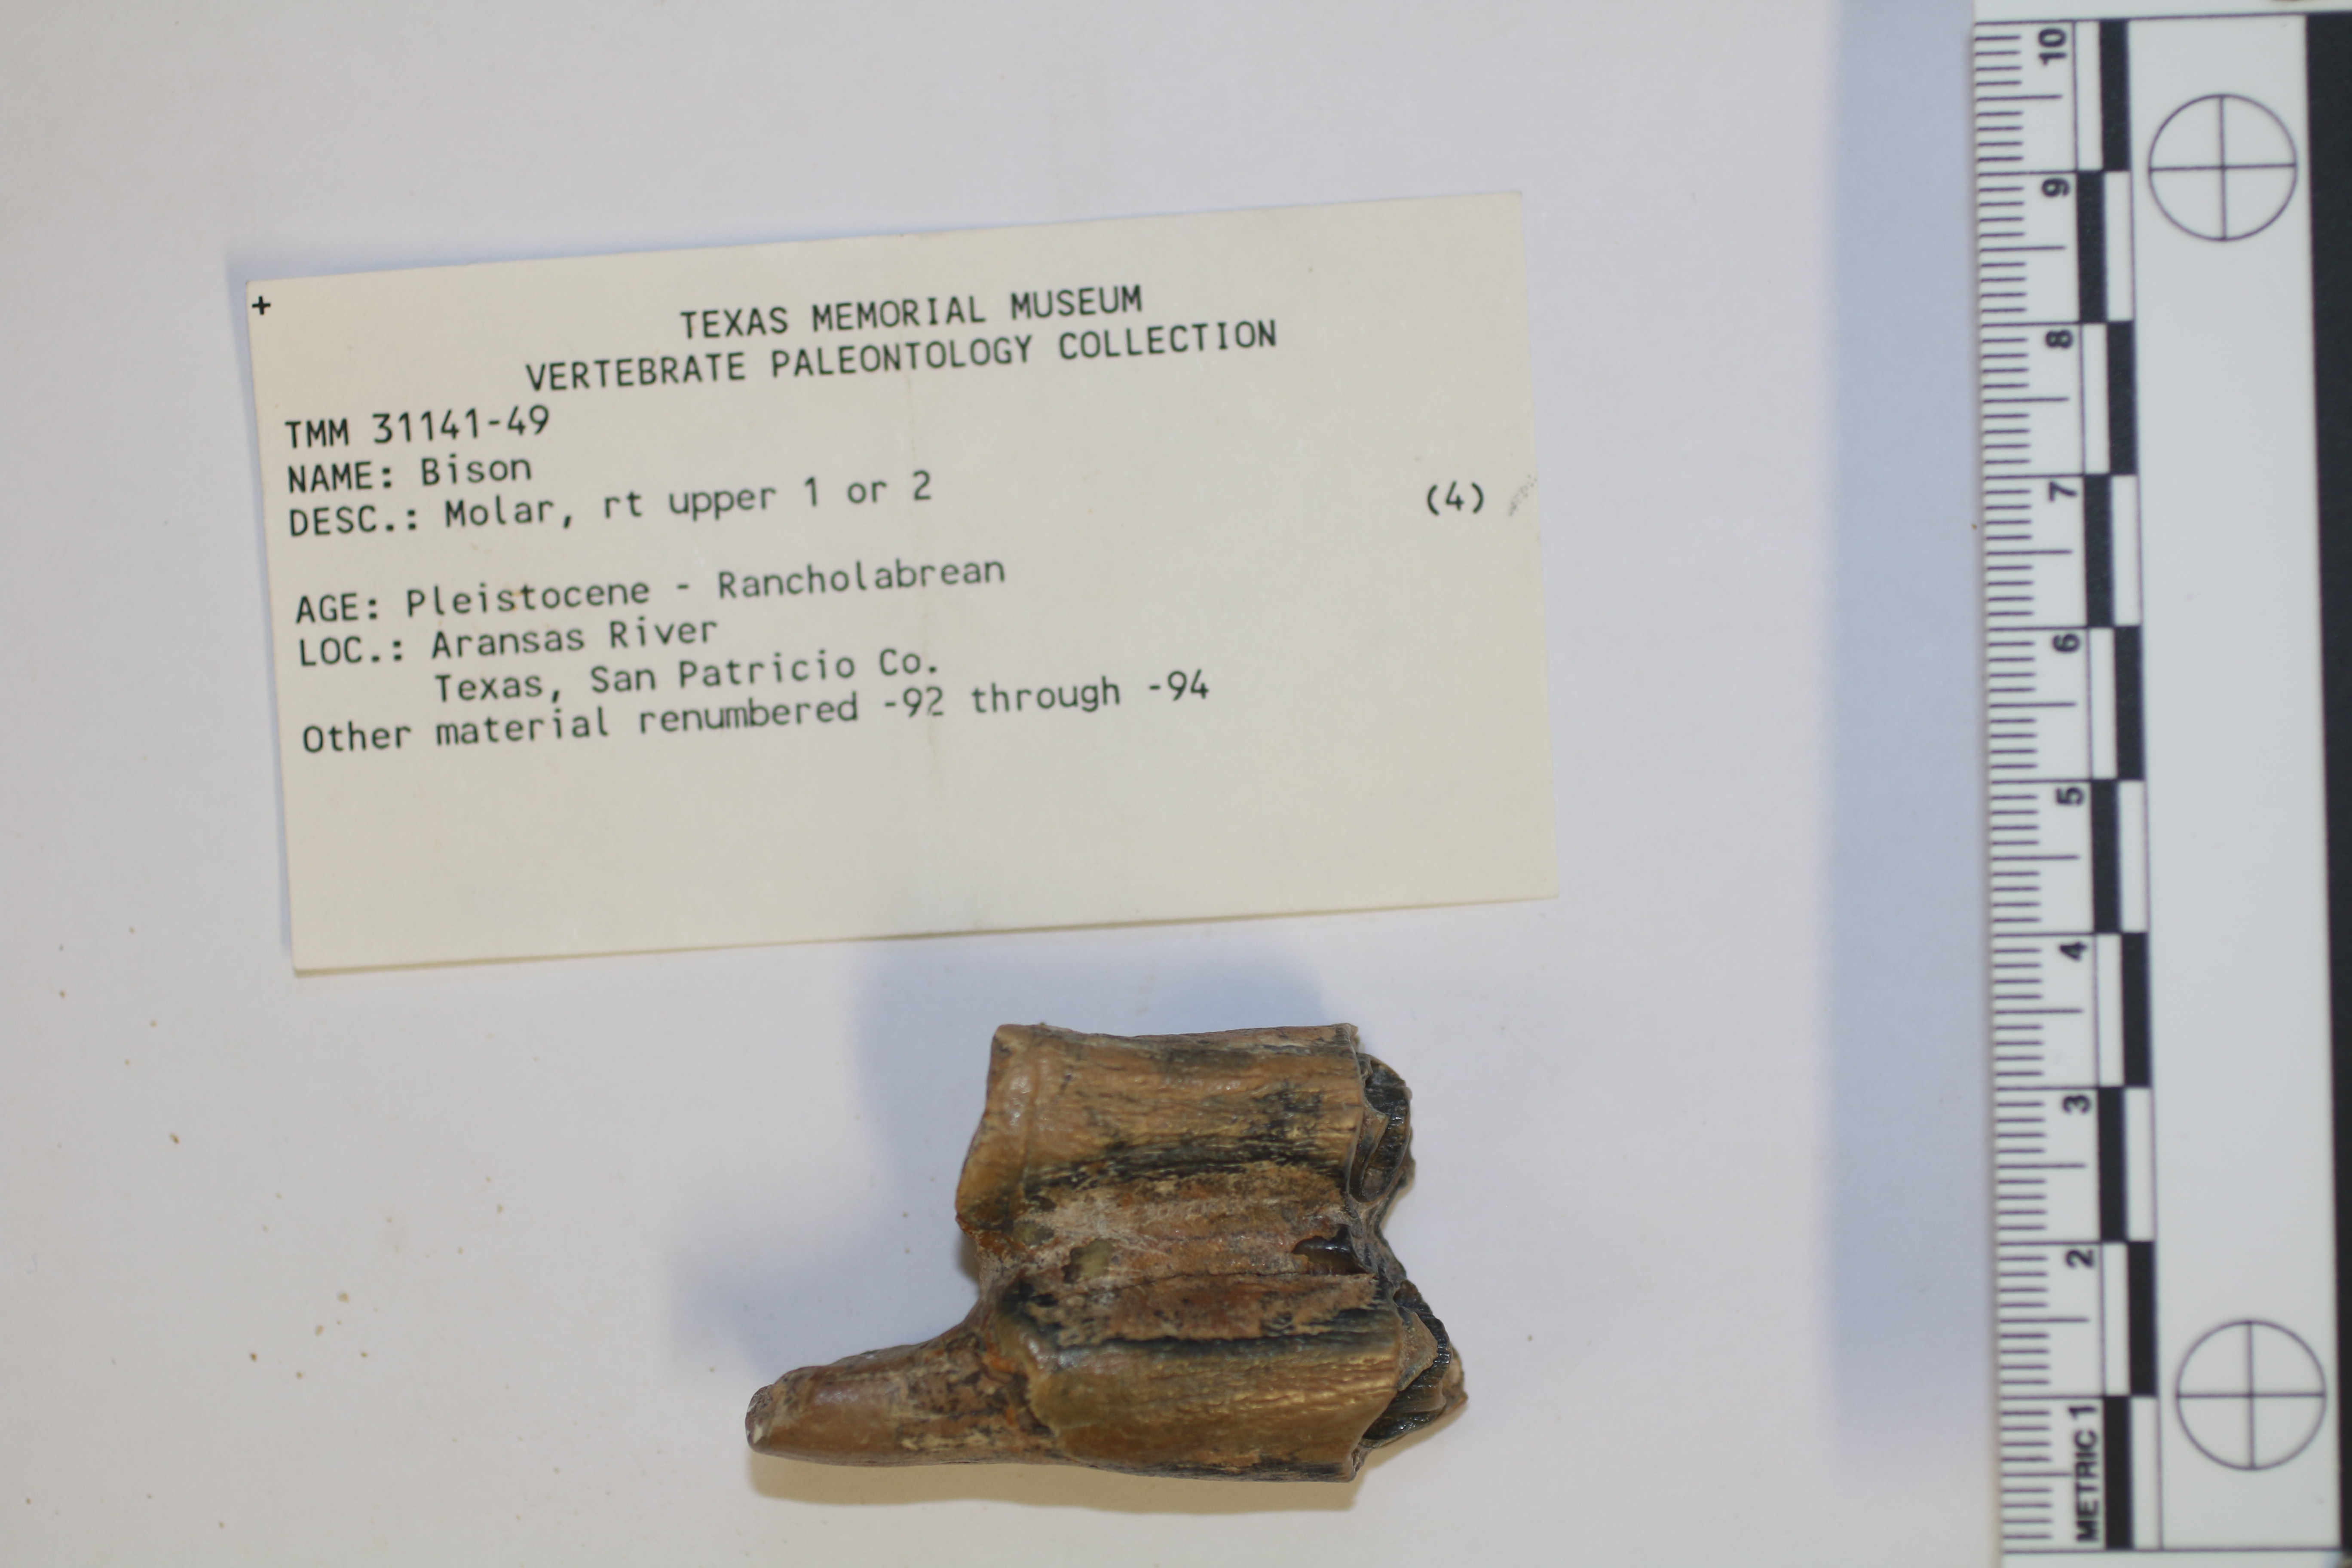 +
TEXAS MEMORIAL MUSEUM
VERTEBRATE PALEONTOLOGY COLLECTION
TMM 31141-49
NAME: Bison
DESC.: Molar, rt upper 1 or 2 (4)
AGE: Pleistocene - Rancholabrean
LOC.: Aransas River
Texas, San Patricio Co.
Other material renumbered -92 through -94
METRIC 1 2 3 4 5 6 7 8 9 10